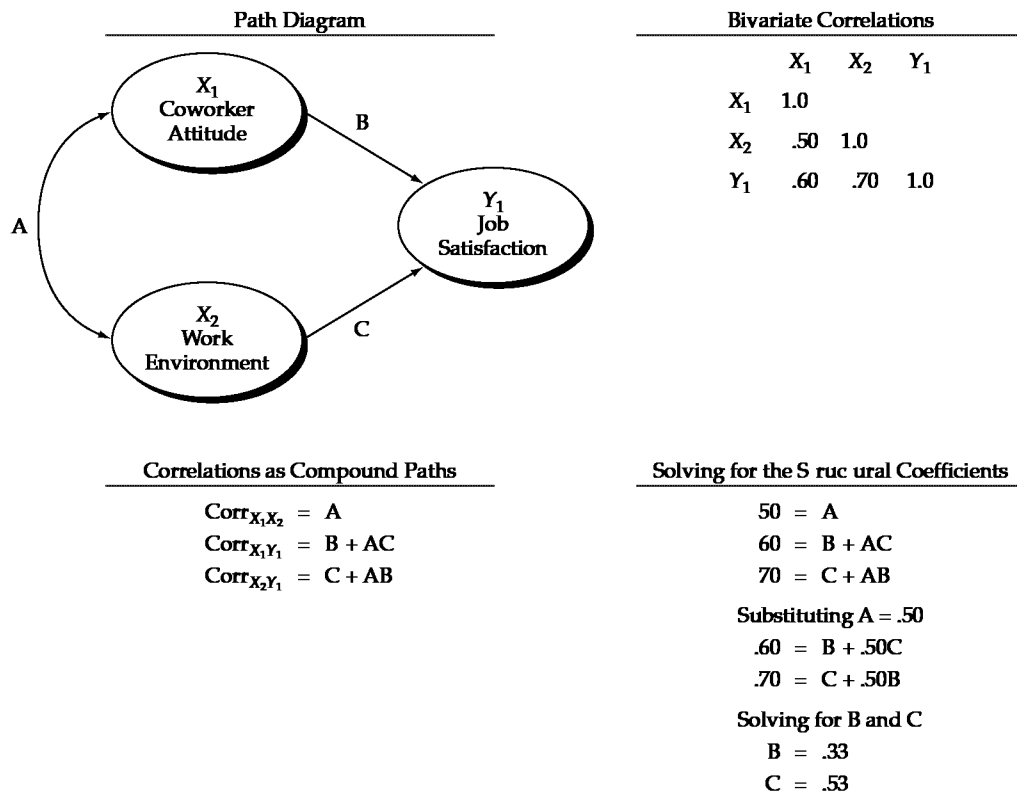 Path Diagram
X1
Coworker
Attitude
B
A
Y1
Job
Satisfaction
X2
Work
Environment
C
Bivariate Correlations
X1 X2 Y1
X1 1.0
X2 .50 1.0
Y1 .60 .70 1.0
Correlations as Compound Paths
CorrX1X2 = A
CorrX1Y1 = B + AC
CorrX2Y1 = C + AB
Solving for the S ruc ural Coefficients
50 = A
60 = B + AC
70 = C + AB
Substituting A = .50
.60 = B + .50C
.70 = C + .50B
Solving for B and C
B = .33
C = .53